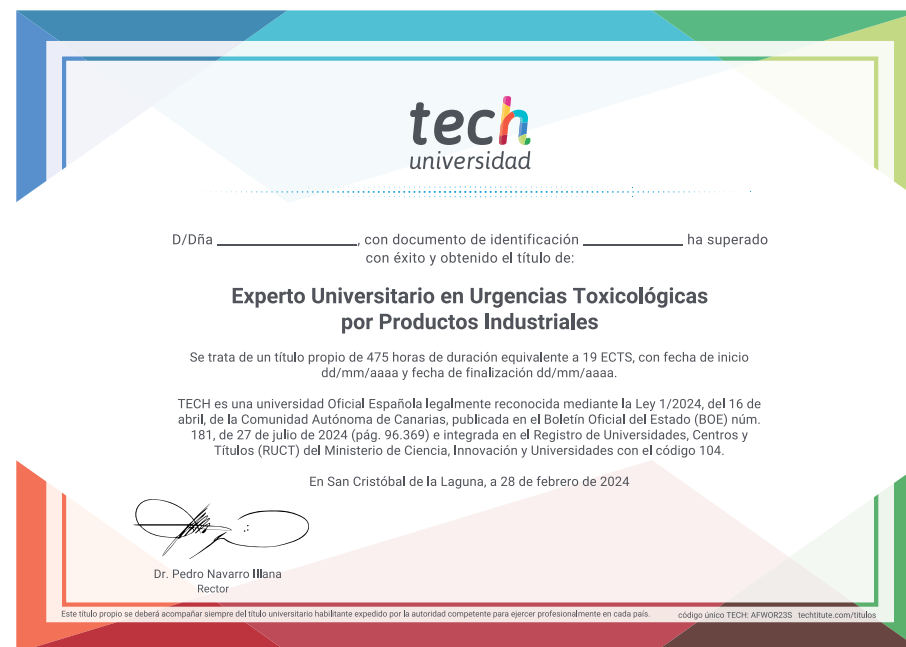 tech
universidad
D/Dña ____________, con documento de identificación ____________ ha superado
con éxito y obtenido el título de:
Experto Universitario en Urgencias Toxicológicas
por Productos Industriales
Se trata de un título propio de 475 horas de duración equivalente a 19 ECTS, con fecha de inicio
dd/mm/aaaa y fecha de finalización dd/mm/aaaa.
TECH es una universidad Oficial Española legalmente reconocida mediante la Ley 1/2024, del 16 de
abril, de la Comunidad Autónoma de Canarias, publicada en el Boletín Oficial del Estado (BOE) núm.
181, de 27 de julio de 2024 (pág. 96.369) e integrada en el Registro de Universidades, Centros y
Títulos (RUCT) del Ministerio de Ciencia, Innovación y Universidades con el código 104.
En San Cristóbal de la Laguna, a 28 de febrero de 2024
Dr. Pedro Navarro Illana
Rector
Este título propio se deberá acompañar siempre del título universitario habilitante expedido por la autoridad competente para ejercer profesionalmente en cada país.
código único TECH: AFWOR23S techtitute.com/titulos